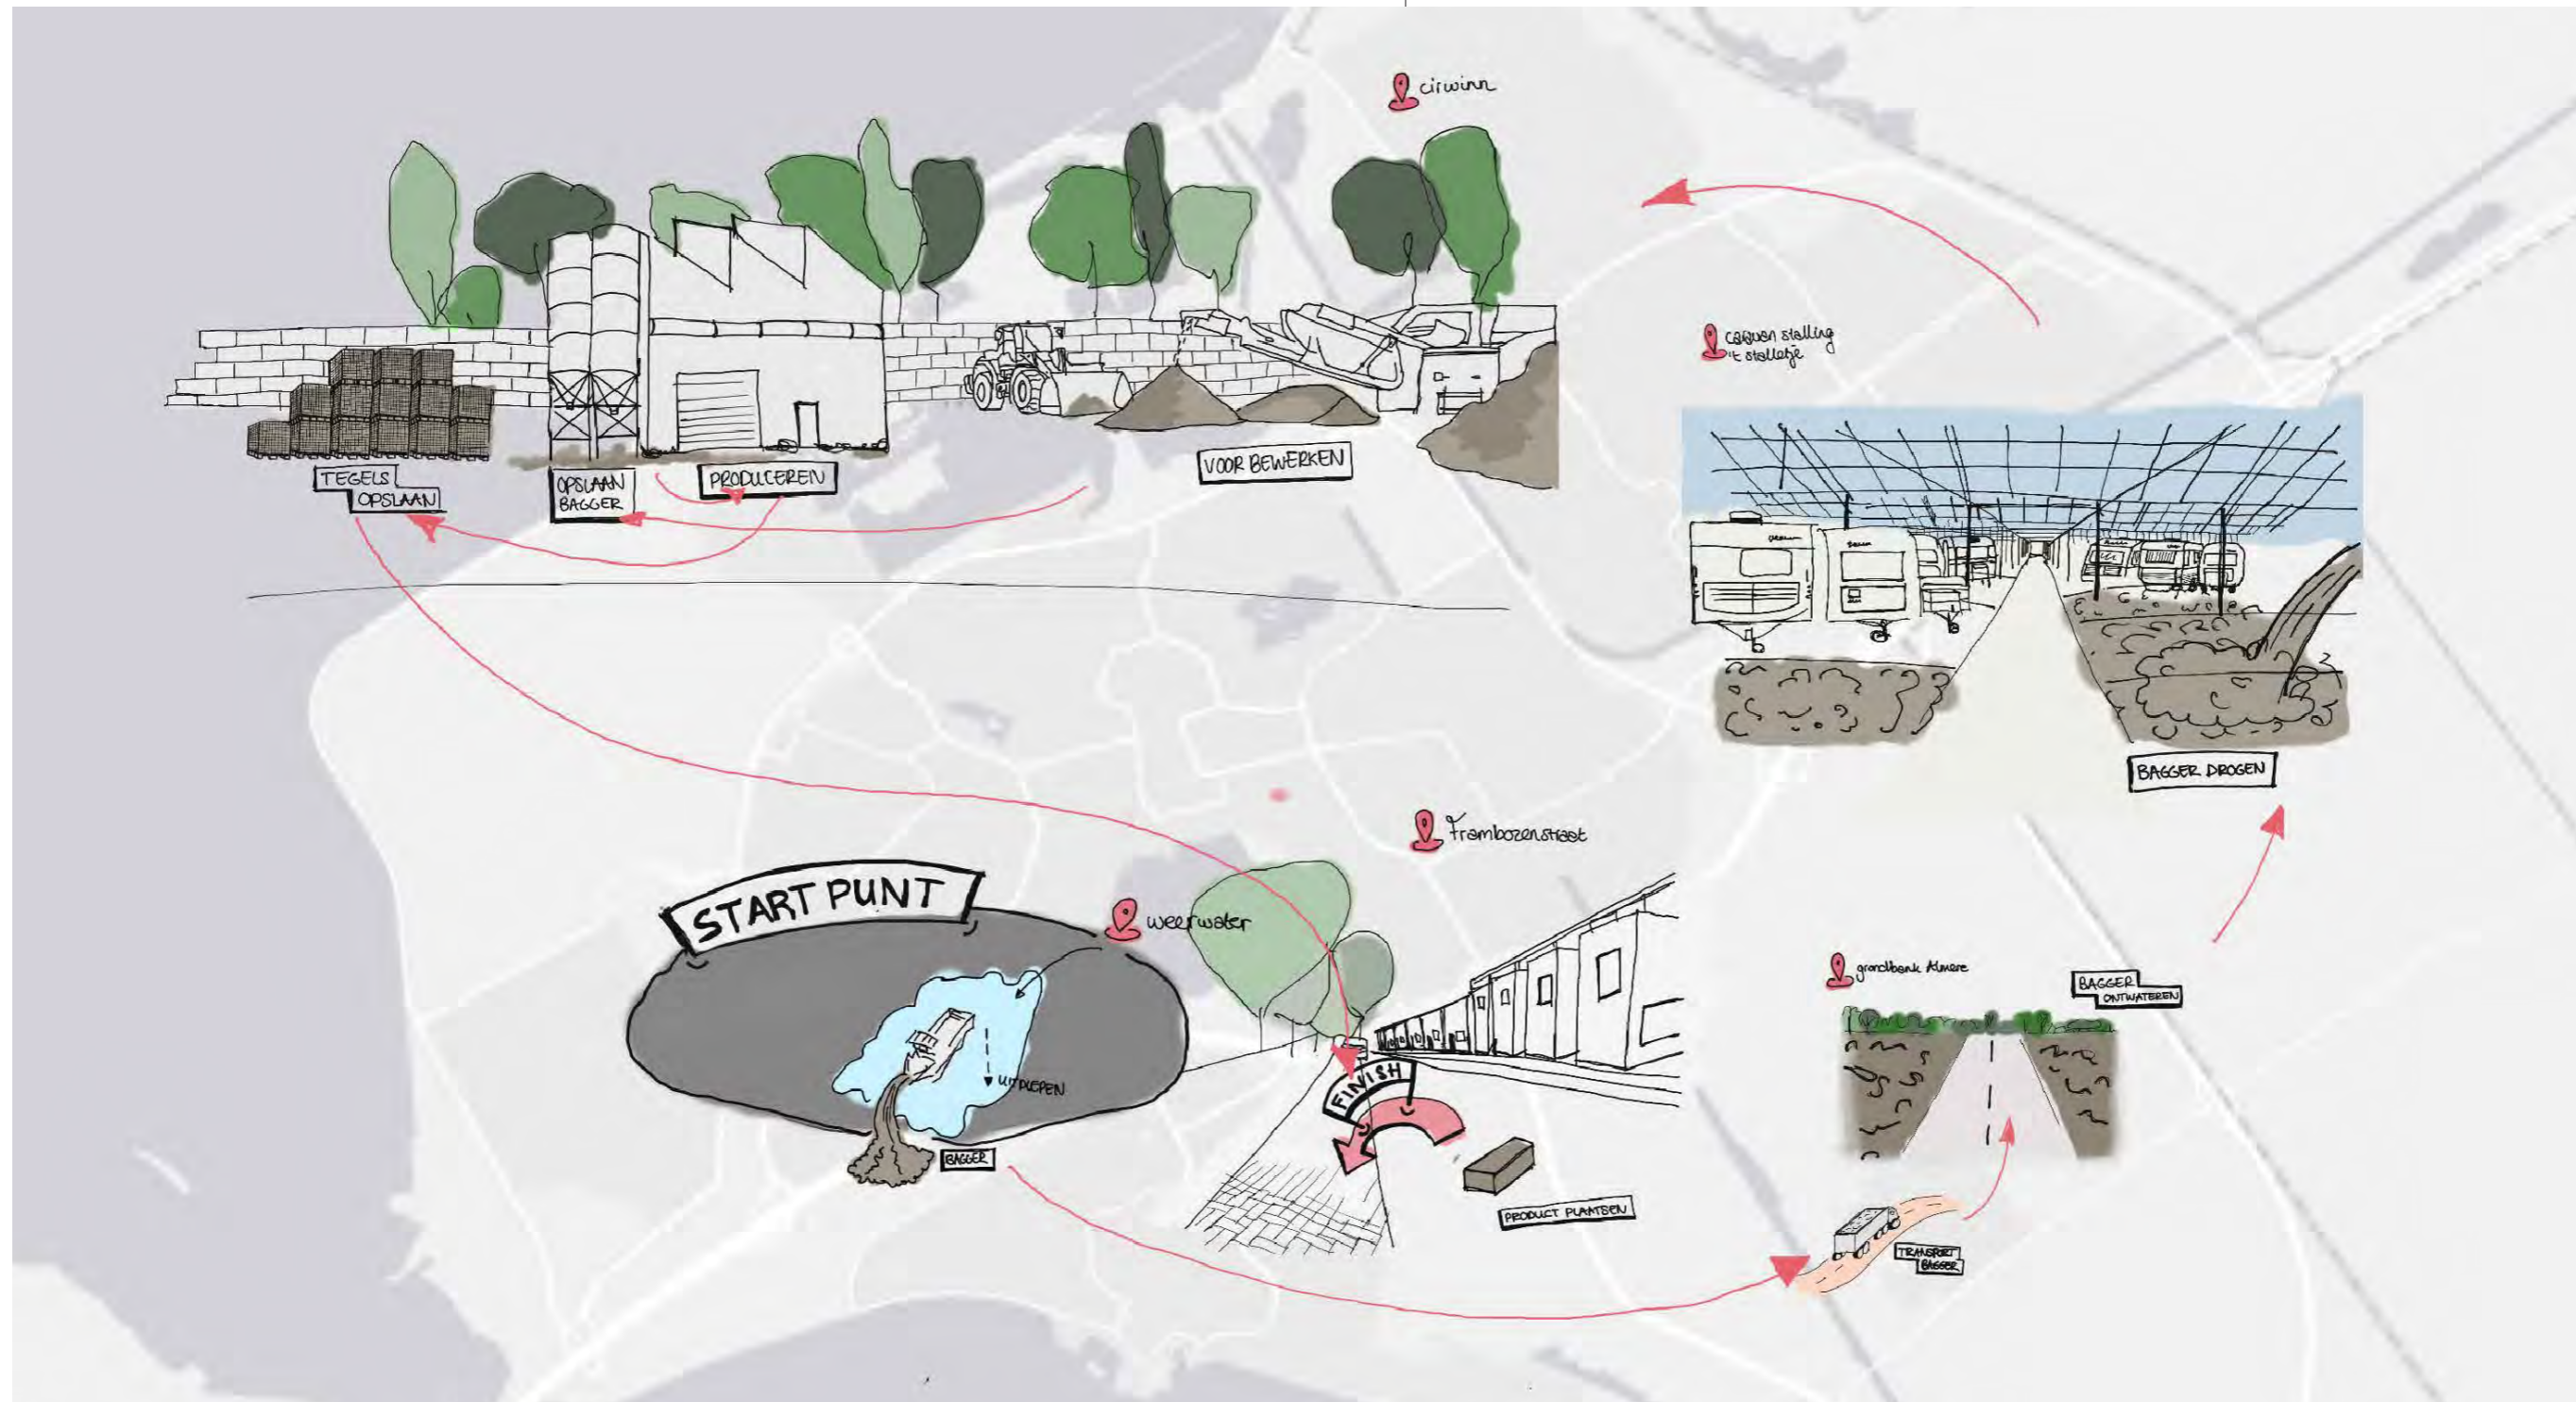 cirwinn
caravan stalling
't stalletje
TEGELS
OPSLAAN
OPSLAAN
BAGGER
PRODUCEREN
VOOR BEWERKEN
BAGGER DROGEN
Frambozenstraat
START PUNT
weerwater
UITDIEPEN
BAGGER
FINISH
PRODUCT PLAATSEN
grondbank Almere
BAGGER
ONTWATEREN
TRANSPORT
BAGGER